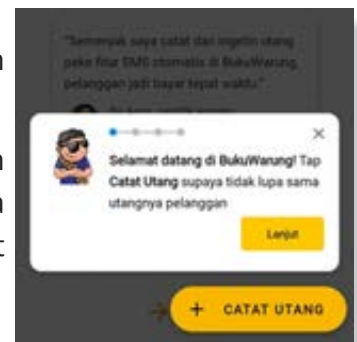 "Semenjak saya catat dan ingetin utang
pake fitur SMS otomatis di BukuWarung,
pelanggan jadi bayar tepat waktu."
Selamat datang di BukuWarung! Tap
Catat Utang supaya tidak lupa sama
utangnya pelanggan
Lanjut
+ CATAT UTANG